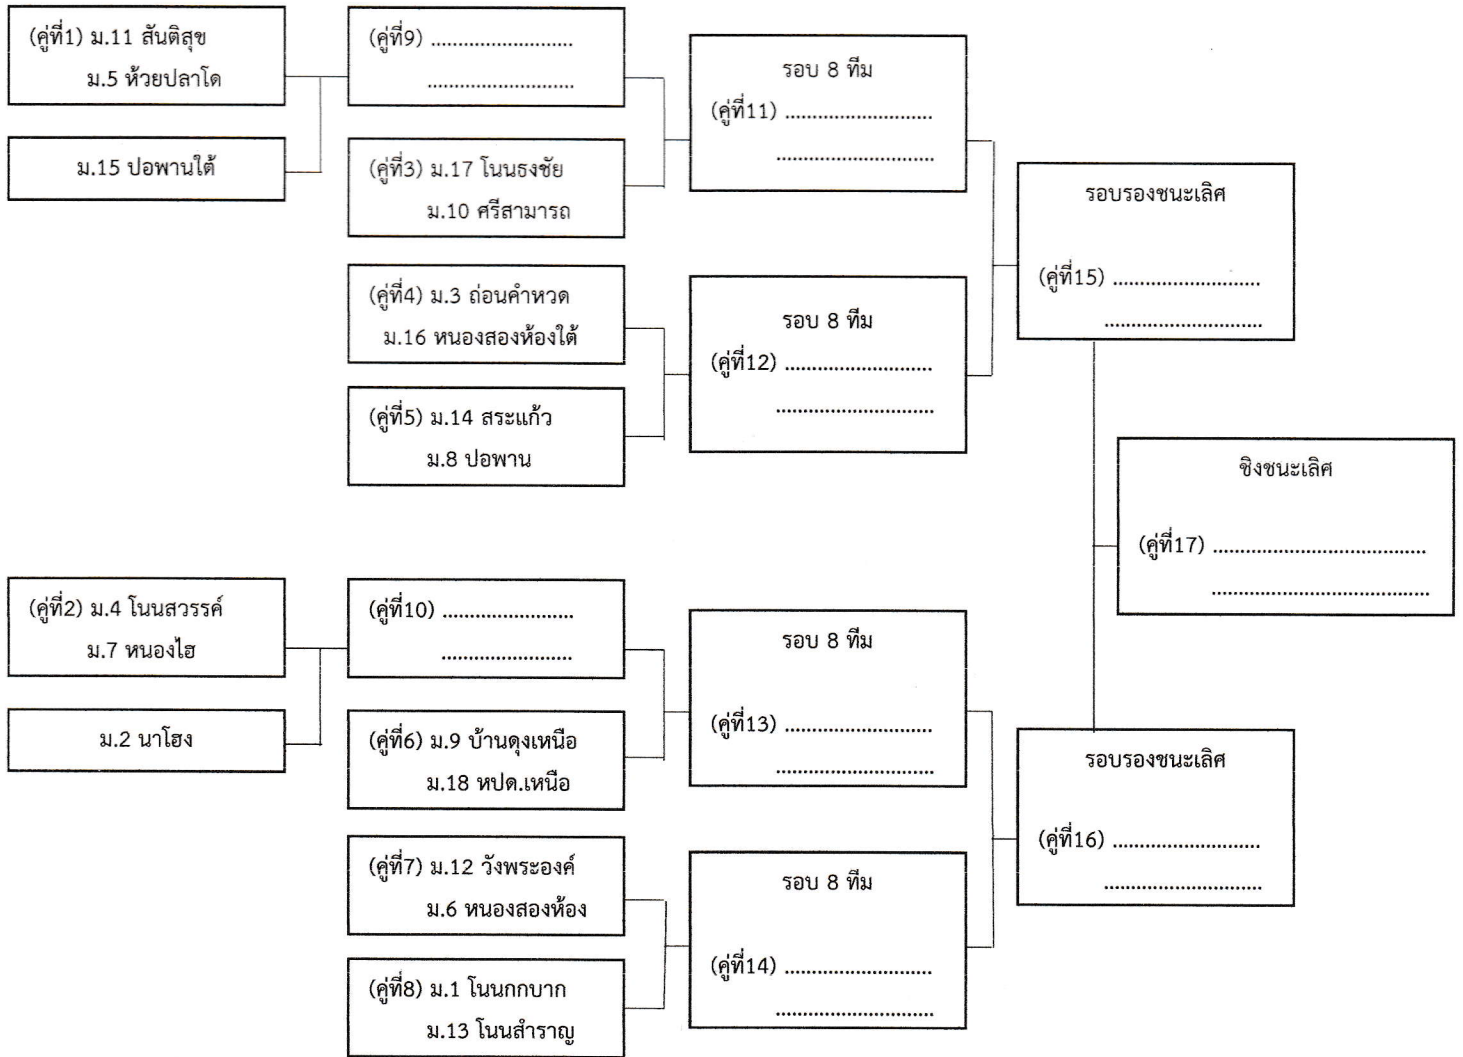 (คู่ที่1) ม.11 สันติสุข
ม.5 ห้วยปลาโด
ม.15 ปอพานใต้
(คู่ที่9) ..........................
...........................
(คู่ที่3) ม.17 โนนธงชัย
ม.10 ศรีสามารถ
(คู่ที่4) ม.3 ถ่อนคำหวด
ม.16 หนองสองห้องใต้
(คู่ที่5) ม.14 สระแก้ว
ม.8 ปอพาน
รอบ 8 ทีม
(คู่ที่11) ...........................
.............................
รอบ 8 ทีม
(คู่ที่12) ...........................
.............................
รอบรองชนะเลิศ
(คู่ที่15) ...........................
.............................
ชิงชนะเลิศ
(คู่ที่17) .......................................
........................................
(คู่ที่2) ม.4 โนนสวรรค์
ม.7 หนองไฮ
ม.2 นาโฮง
(คู่ที่10) ........................
........................
(คู่ที่6) ม.9 บ้านดุงเหนือ
ม.18 หปด.เหนือ
(คู่ที่7) ม.12 วังพระองค์
ม.6 หนองสองห้อง
(คู่ที่8) ม.1 โนนกกบาก
ม.13 โนนสำราญ
รอบ 8 ทีม
(คู่ที่13) ...........................
.............................
รอบ 8 ทีม
(คู่ที่14) ...........................
.............................
รอบรองชนะเลิศ
(คู่ที่16) ...........................
.............................